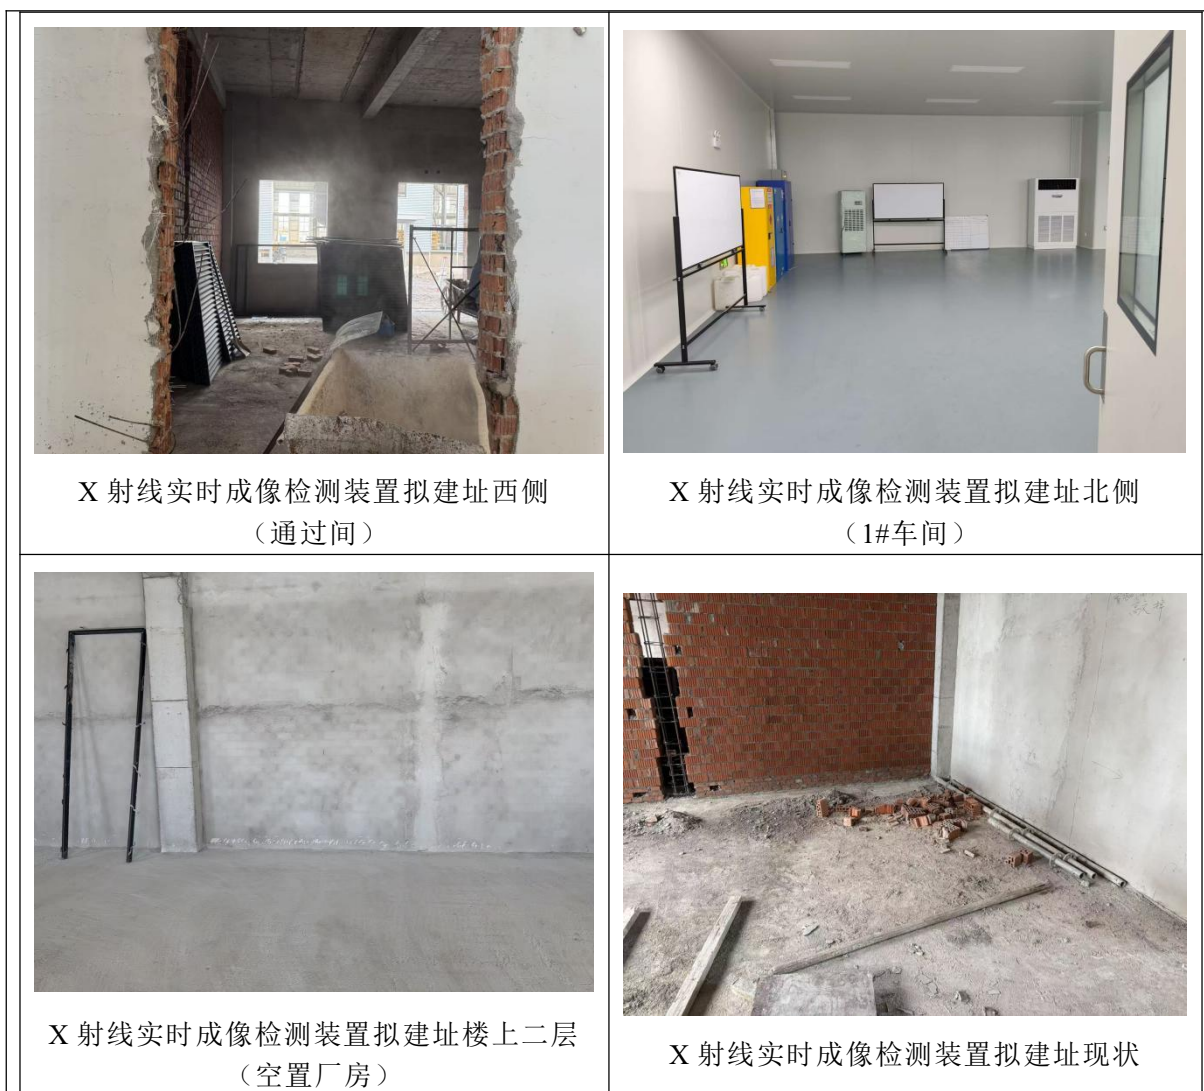 X 射线实时成像检测装置拟建址西侧
（通过间）
X 射线实时成像检测装置拟建址北侧
（1#车间）
X 射线实时成像检测装置拟建址楼上二层
（空置厂房）
X 射线实时成像检测装置拟建址现状